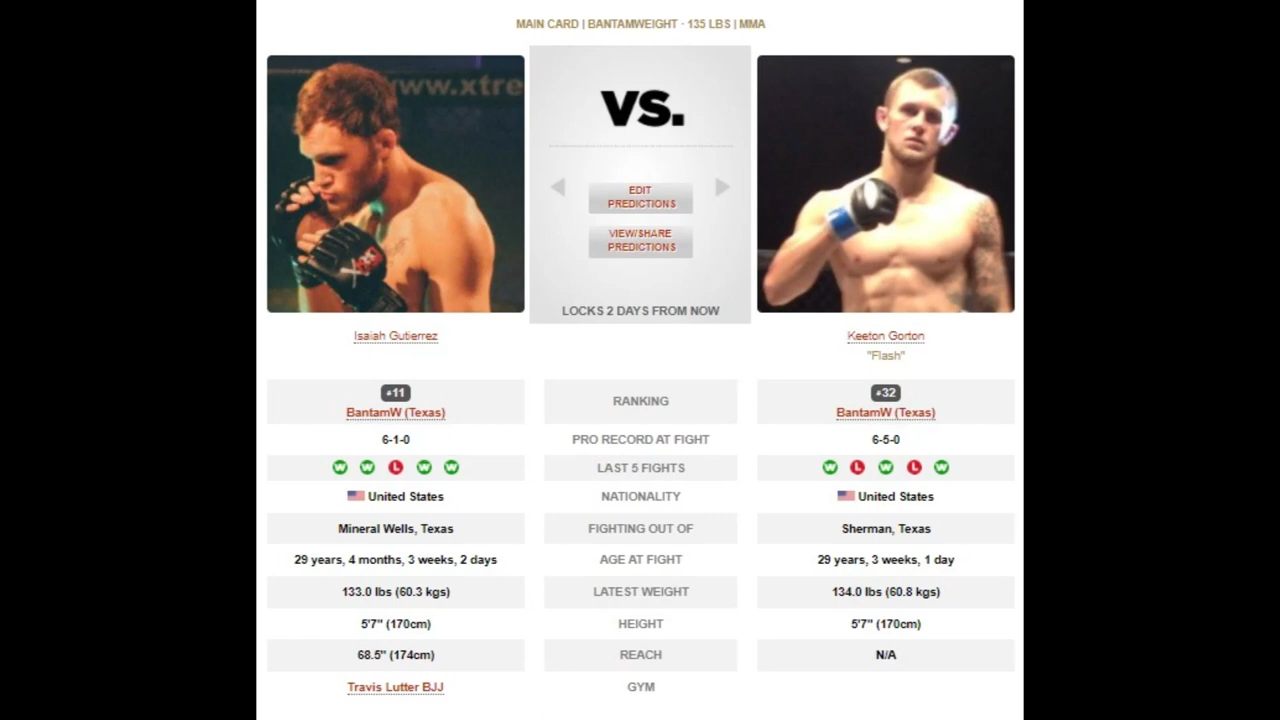 MAIN CARD | BANTAMWEIGHT · 135 LBS | MMA
www.xtre
VS.
EDIT
PREDICTIONS
VIEW/SHARE
PREDICTIONS
LOCKS 2 DAYS FROM NOW
Isaiah Gutierrez
Keeton Gorton
"Flash"
#11 RANKING #32
BantamW (Texas) BantamW (Texas)
6-1-0 PRO RECORD AT FIGHT 6-5-0
W W L W W LAST 5 FIGHTS W L W L W
United States NATIONALITY United States
Mineral Wells, Texas FIGHTING OUT OF Sherman, Texas
29 years, 4 months, 3 weeks, 2 days AGE AT FIGHT 29 years, 3 weeks, 1 day
133.0 lbs (60.3 kgs) LATEST WEIGHT 134.0 lbs (60.8 kgs)
5'7" (170cm) HEIGHT 5'7" (170cm)
68.5" (174cm) REACH N/A
Travis Lutter BJJ GYM